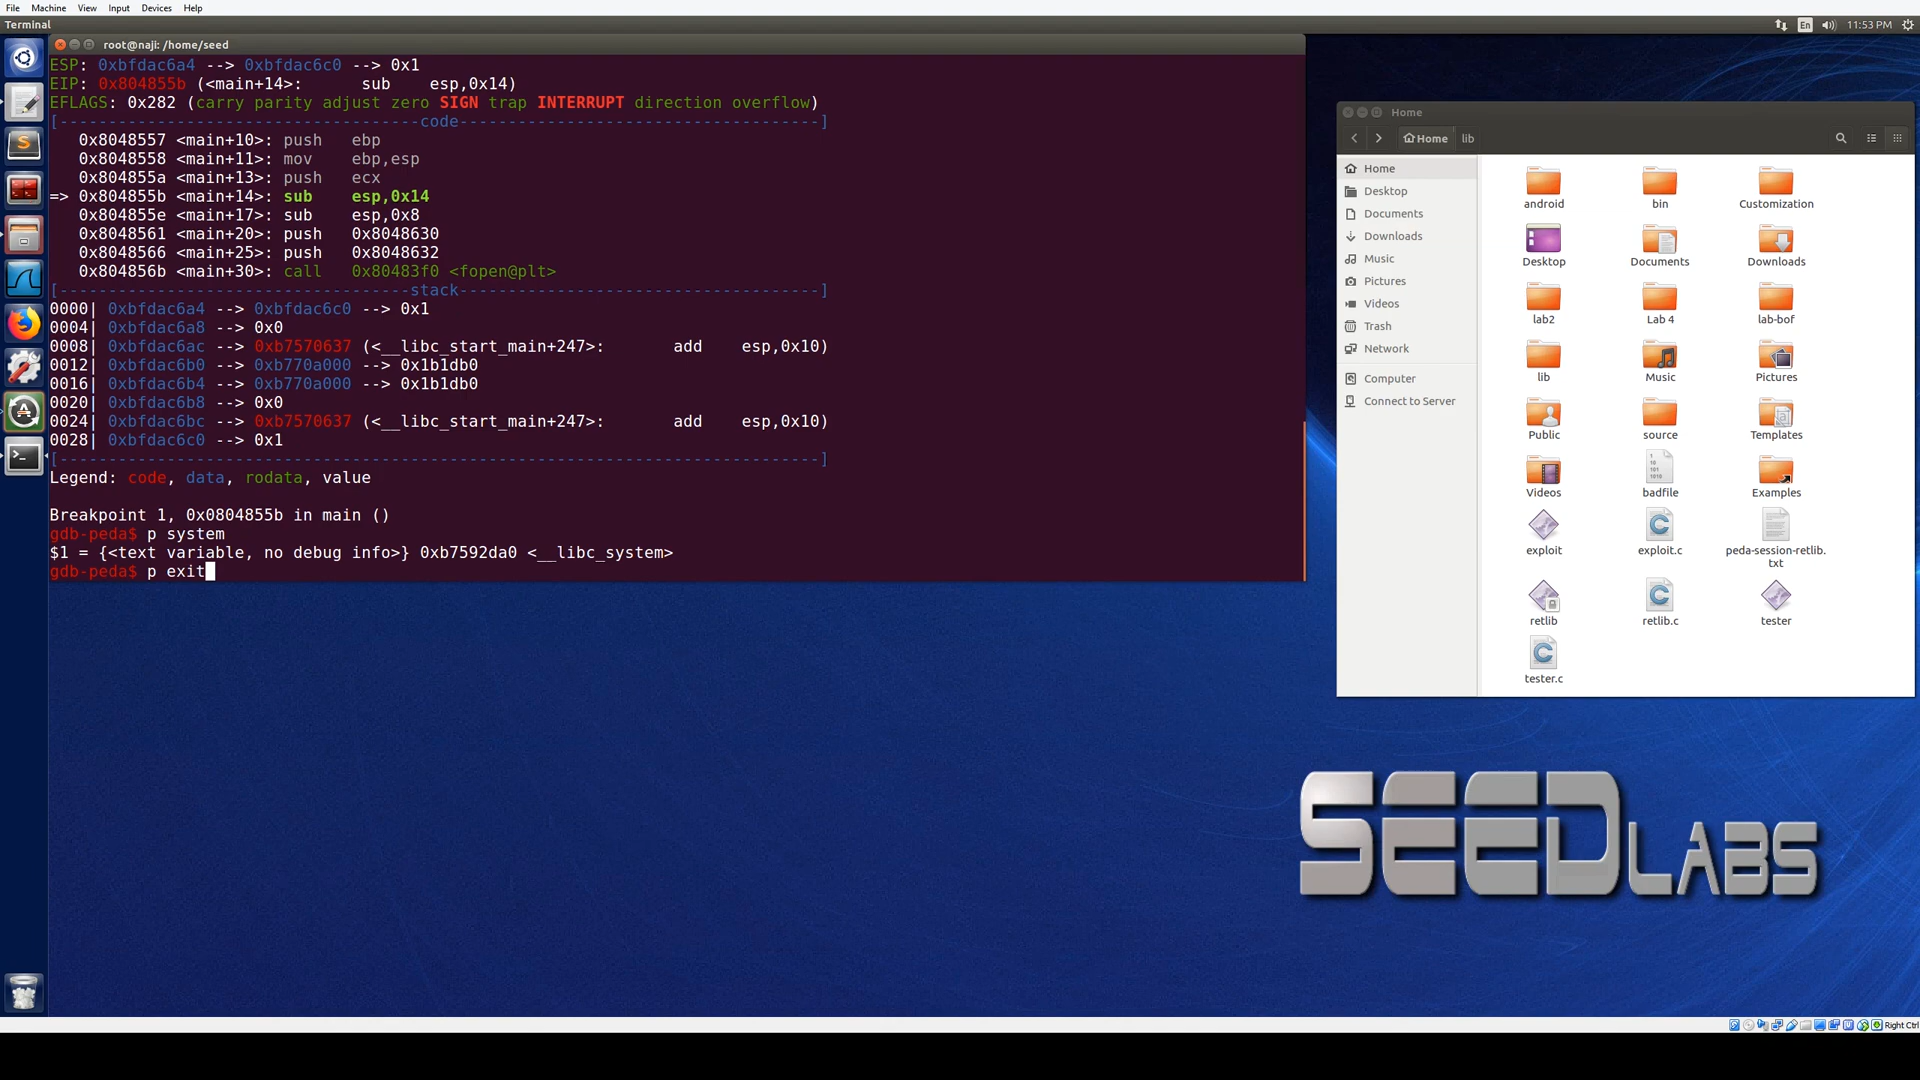 File Machine View Input Devices Help
Terminal
En 11:53 PM
root@naji: /home/seed
ESP: 0xbfdac6a4 --> 0xbfdac6c0 --> 0x1
EIP: 0x804855b (<main+14>: sub esp,0x14)
EFLAGS: 0x282 (carry parity adjust zero SIGN trap INTERRUPT direction overflow)
[-------------------------------------code-------------------------------------]
0x8048557 <main+10>: push ebp
0x8048558 <main+11>: mov ebp,esp
0x804855a <main+13>: push ecx
=> 0x804855b <main+14>: sub esp,0x14
0x804855e <main+17>: sub esp,0x8
0x8048561 <main+20>: push 0x8048630
0x8048566 <main+25>: push 0x8048632
0x804856b <main+30>: call 0x80483f0 <fopen@plt>
[------------------------------------stack-------------------------------------]
0000| 0xbfdac6a4 --> 0xbfdac6c0 --> 0x1
0004| 0xbfdac6a8 --> 0x0
0008| 0xbfdac6ac --> 0xb7570637 (<__libc_start_main+247>: add esp,0x10)
0012| 0xbfdac6b0 --> 0xb770a000 --> 0x1b1db0
0016| 0xbfdac6b4 --> 0xb770a000 --> 0x1b1db0
0020| 0xbfdac6b8 --> 0x0
0024| 0xbfdac6bc --> 0xb7570637 (<__libc_start_main+247>: add esp,0x10)
0028| 0xbfdac6c0 --> 0x1
[------------------------------------------------------------------------------]
Legend: code, data, rodata, value
Breakpoint 1, 0x0804855b in main ()
gdb-peda$ p system
$1 = {<text variable, no debug info>} 0xb7592da0 <__libc_system>
gdb-peda$ p exit
Home
Home lib
Home
Desktop
Documents
Downloads
Music
Pictures
Videos
Trash
Network
Computer
Connect to Server
android bin Customization
Desktop Documents Downloads
lab2 Lab 4 lab-bof
lib Music Pictures
Public source Templates
Videos badfile Examples
exploit exploit.c peda-session-retlib.
txt
retlib retlib.c tester
tester.c
SEEDLABS
Right Ctrl